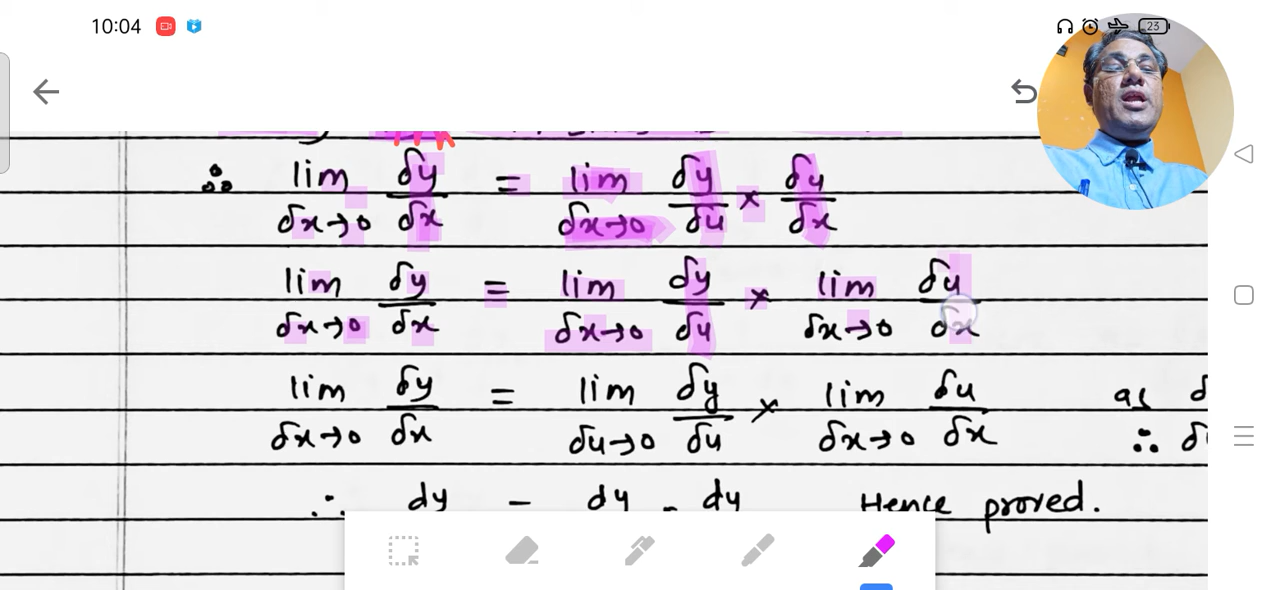 10:04
23
∴ lim δx→0 δy/δx = lim δx→0 δy/δu × δu/δx
lim δx→0 δy/δx = lim δx→0 δy/δu × lim δx→0 δu/δx
lim δx→0 δy/δx = lim δu→0 δy/δu × lim δx→0 δu/δx as δ
∴ δ
∴ dy = dy . du Hence proved.